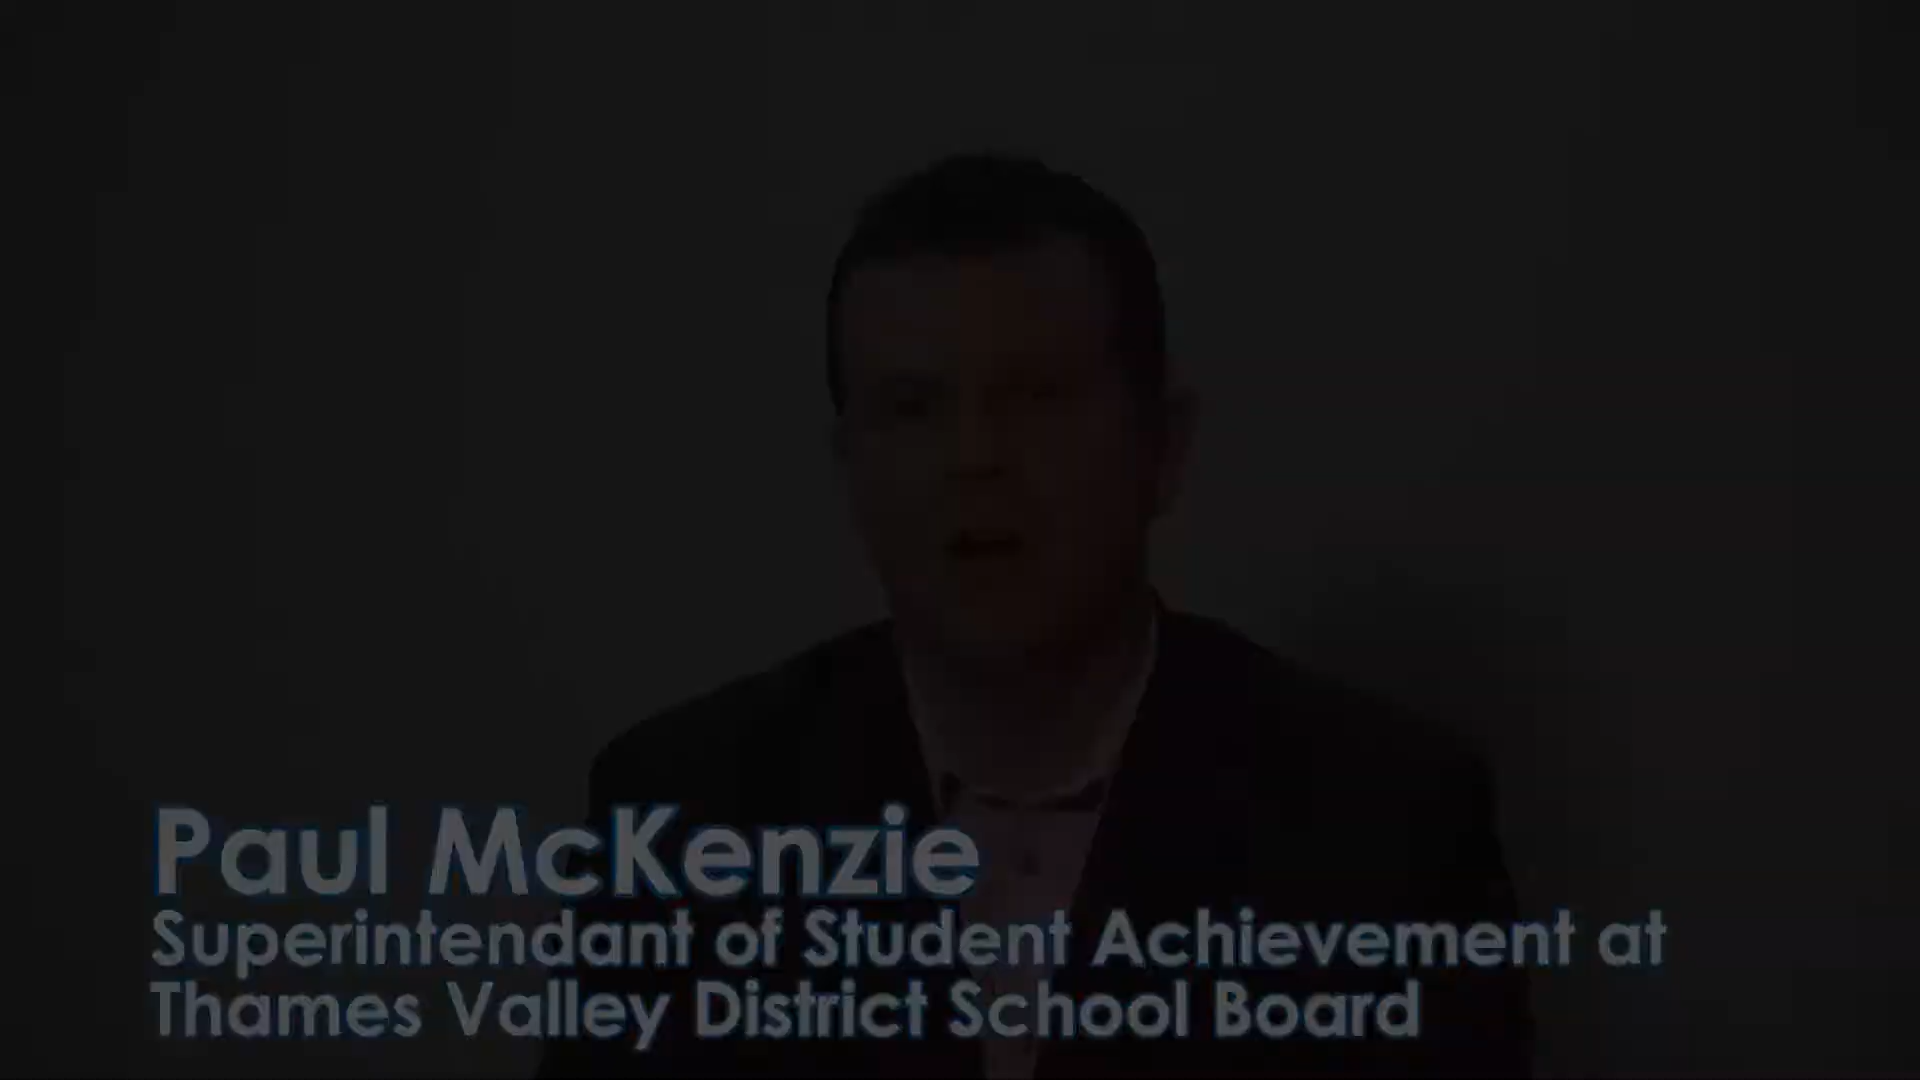 Paul McKenzie
Superintendant of Student Achievement at
Thames Valley District School Board